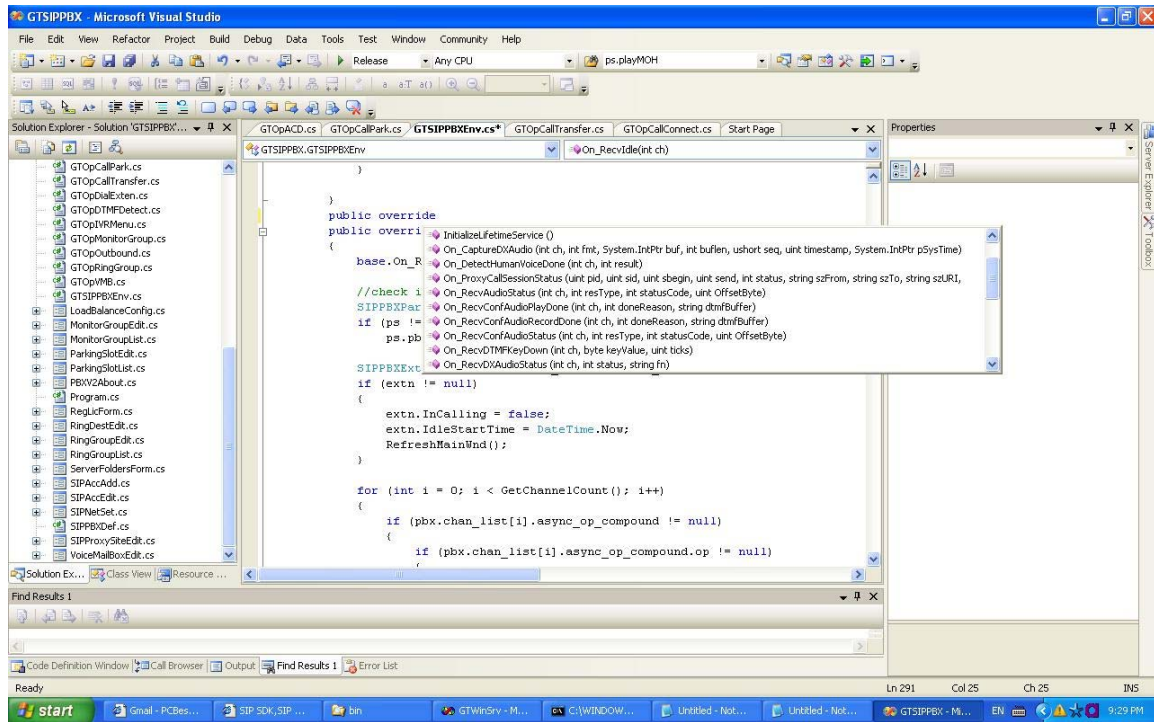 GTSIPPBX - Microsoft Visual Studio
File Edit View Refactor Project Build Debug Data Tools Test Window Community Help
Release Any CPU ps.playMOH
Solution Explorer - Solution 'GTSIPPBX'...
GTOpCallPark.cs
GTOpCallTransfer.cs
GTOpDialExten.cs
GTOpDTMFDetect.cs
GTOpIVRMenu.cs
GTOpMonitorGroup.cs
GTOpOutbound.cs
GTOpRingGroup.cs
GTOpVMB.cs
GTSIPPBXEnv.cs
LoadBalanceConfig.cs
MonitorGroupEdit.cs
MonitorGroupList.cs
ParkingSlotEdit.cs
ParkingSlotList.cs
PBXV2About.cs
Program.cs
RegLicForm.cs
RingDestEdit.cs
RingGroupEdit.cs
RingGroupList.cs
ServerFoldersForm.cs
SIPAccAdd.cs
SIPAccEdit.cs
SIPNetSet.cs
SIPPBXDef.cs
SIPProxySiteEdit.cs
VoiceMailBoxEdit.cs
Solution Ex... Class View Resource ...
GTOpACD.cs GTOpCallPark.cs GTSIPPBXEnv.cs* GTOpCallTransfer.cs GTOpCallConnect.cs Start Page
GTSIPPBX.GTSIPPBXEnv On_RecvIdle(int ch)
}
}
public override
public overri
{
base.On_R
//check i
SIPPBXPar
if (ps !=
ps.pb
SIPPBXExt
if (extn != null)
{
extn.InCalling = false;
extn.IdleStartTime = DateTime.Now;
RefreshMainWnd();
}
for (int i = 0; i < GetChannelCount(); i++)
{
if (pbx.chan_list[i].async_op_compound != null)
{
if (pbx.chan_list[i].async_op_compound.op != null)
InitializeLifetimeService ()
On_CaptureDXAudio (int ch, int fmt, System.IntPtr buf, int buflen, ushort seq, uint timestamp, System.IntPtr pSysTime)
On_DetectHumanVoiceDone (int ch, int result)
On_ProxyCallSessionStatus (uint pid, uint sid, uint sbegin, uint send, int status, string szFrom, string szTo, string szURI,
On_RecvAudioStatus (int ch, int resType, int statusCode, uint OffsetByte)
On_RecvConfAudioPlayDone (int ch, int doneReason, string dtmfBuffer)
On_RecvConfAudioRecordDone (int ch, int doneReason, string dtmfBuffer)
On_RecvConfAudioStatus (int ch, int resType, int statusCode, uint OffsetByte)
On_RecvDTMFKeyDown (int ch, byte keyValue, uint ticks)
On_RecvDXAudioStatus (int ch, int status, string fn)
Properties
Server Explorer
Toolbox
Find Results 1
Code Definition Window Call Browser Output Find Results 1 Error List
Ready Ln 291 Col 25 Ch 25 INS
start Gmail - PCBes... SIP SDK,SIP ... bin GTWinSrv - M... C:\WINDOW... Untitled - Not... Untitled - Not... GTSIPPBX - Mi... EN 9:29 PM